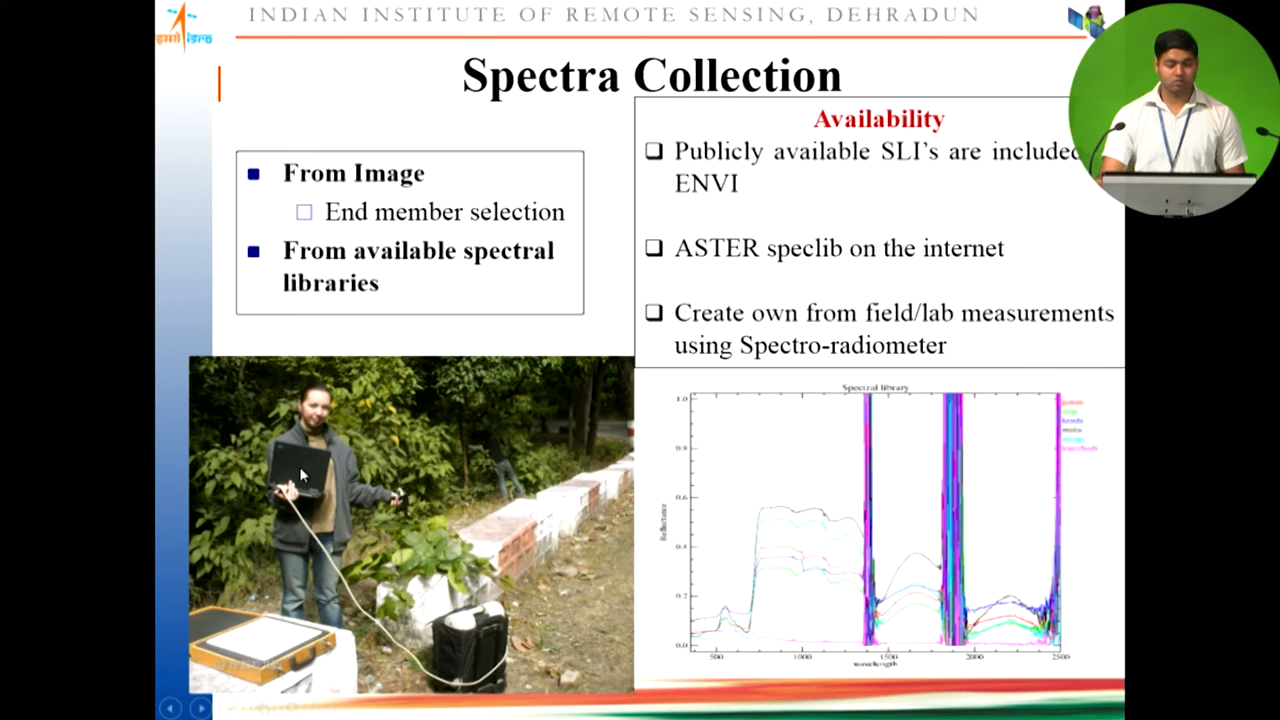 INDIAN INSTITUTE OF REMOTE SENSING, DEHRADUN
इसरो isro
Spectra Collection
From Image
End member selection
From available spectral
libraries
Availability
Publicly available SLI's are included
ENVI
ASTER speclib on the internet
Create own from field/lab measurements
using Spectro-radiometer
Spectral library
1.0
0.8
0.6
0.4
0.2
0.0
Reflectance
500 1000 1500 2000 2500
wavelength